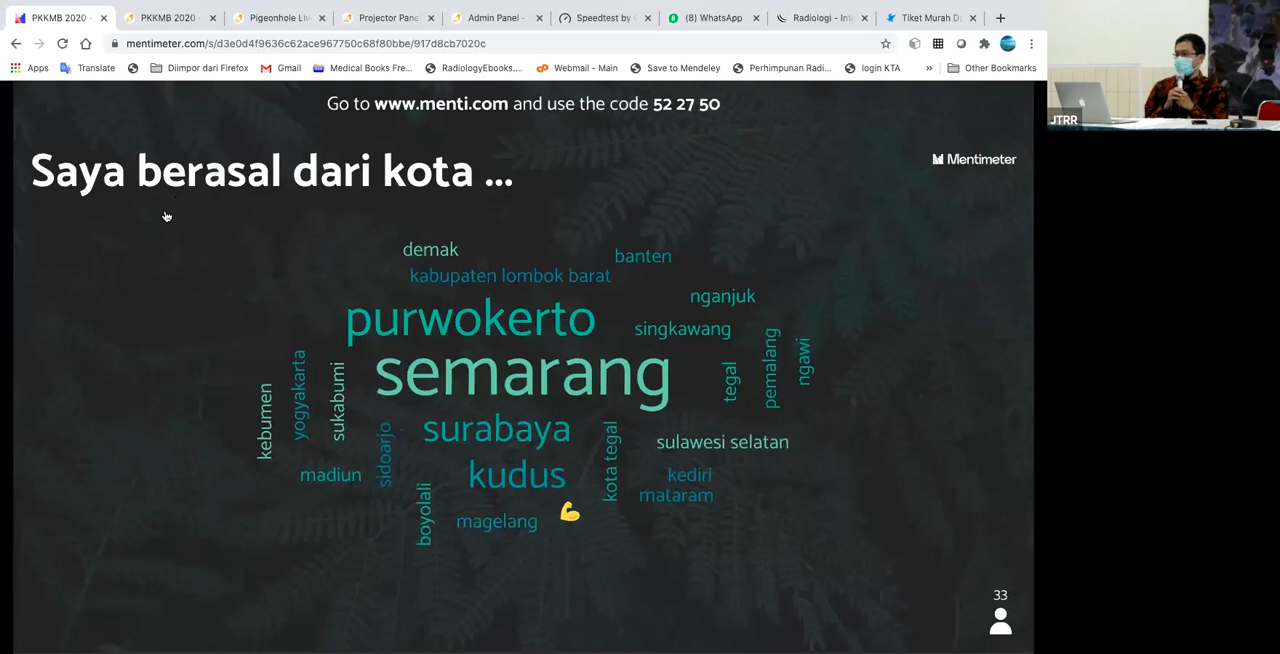 PKKMB 2020 -
PKKMB 2020 -
Pigeonhole Liv
Projector Pane
Admin Panel -
Speedtest by
(8) WhatsApp
Radiologi - Int
Tiket Murah D
mentimeter.com/s/d3e0d4f9636c62ace967750c68f80bbe/917d8cb7020c
Apps
Translate
Diimpor dari Firefox
Gmail
Medical Books Fre...
RadiologyEbooks....
Webmail - Main
Save to Mendeley
Perhimpunan Radi...
login KTA
»
Other Bookmarks
JTRR
Go to www.menti.com and use the code 52 27 50
Mentimeter
Saya berasal dari kota ...
demak
banten
kabupaten lombok barat
nganjuk
purwokerto
singkawang
semarang
tegal
pemalang
ngawi
kebumen
yogyakarta
sukabumi
sidoarjo
surabaya
kota tegal
sulawesi selatan
madiun
kudus
kediri
mataram
boyolali
magelang
💪
33